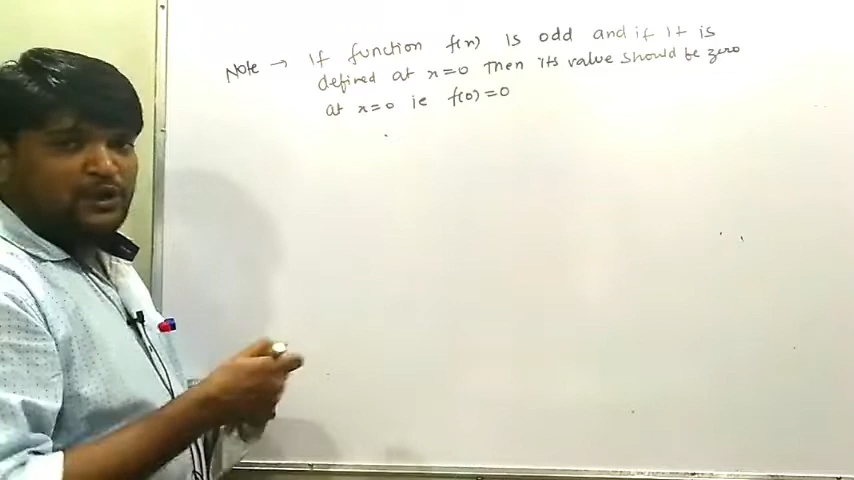 Note → If function f(x) is odd and if it is
defined at x=0 Then its value should be zero
at x=0 ie f(0)=0